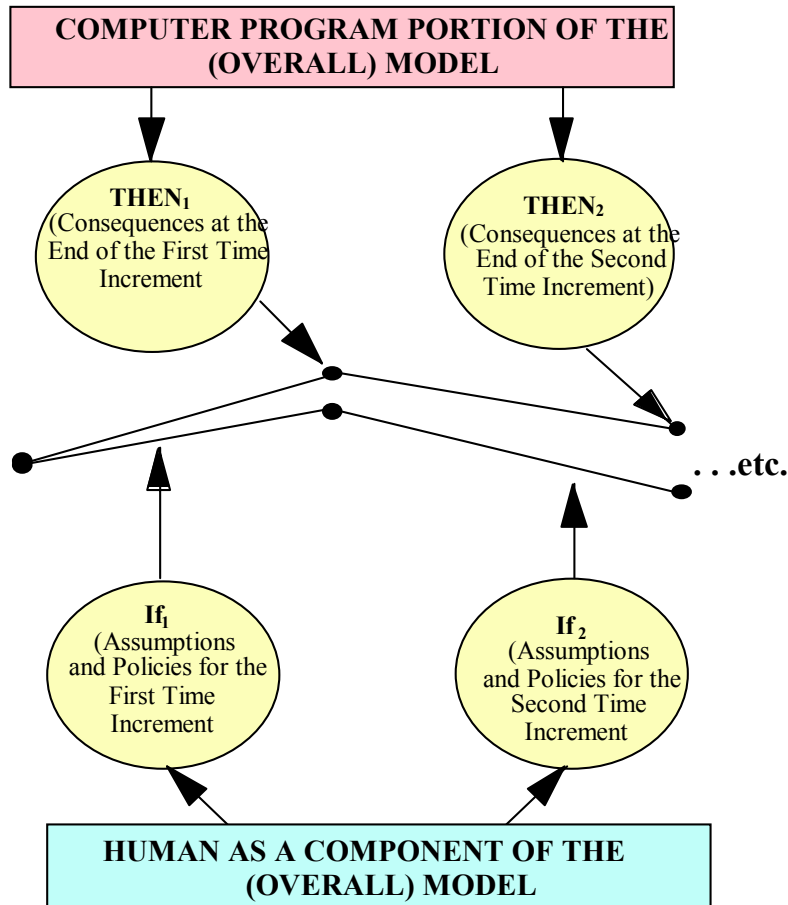 COMPUTER PROGRAM PORTION OF THE
(OVERALL) MODEL
THEN₁
(Consequences at the
End of the First Time
Increment
THEN₂
(Consequences at the
End of the Second
Time Increment)
. . .etc.
If₁
(Assumptions
and Policies for the
First Time
Increment
If ₂
(Assumptions
and Policies for the
Second Time
Increment
HUMAN AS A COMPONENT OF THE
(OVERALL) MODEL